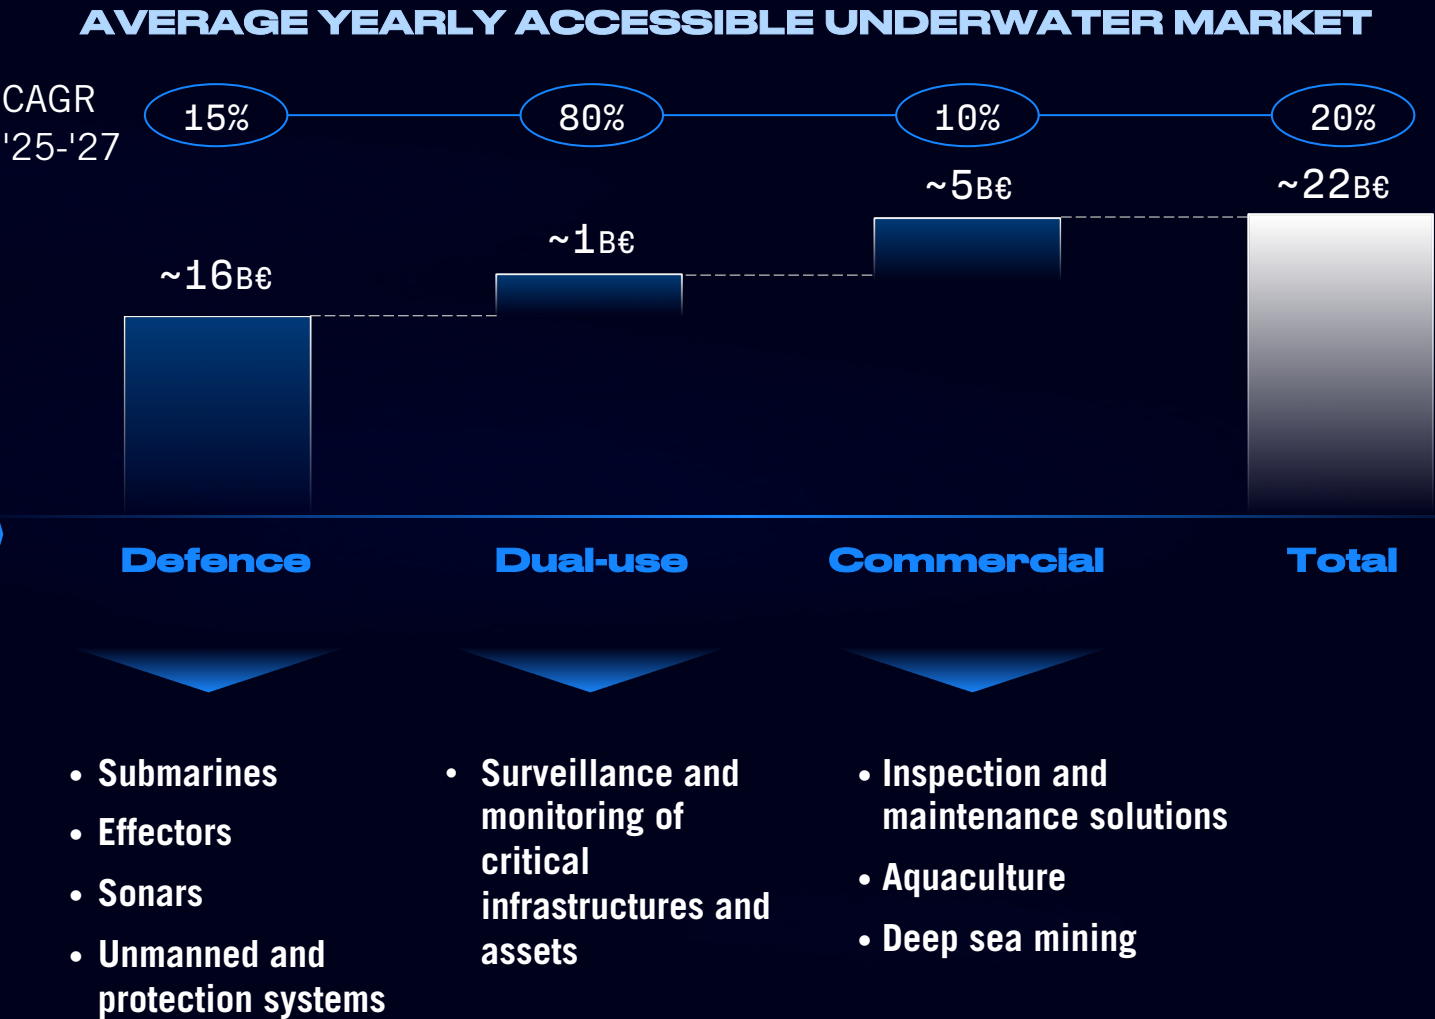 AVERAGE YEARLY ACCESSIBLE UNDERWATER MARKET
CAGR
'25-'27
15%
80%
10%
20%
~16B€
~1B€
~5B€
~22B€
Defence
Dual-use
Commercial
Total
• Submarines
• Effectors
• Sonars
• Unmanned and
protection systems
• Surveillance and
monitoring of
critical
infrastructures and
assets
• Inspection and
maintenance solutions
• Aquaculture
• Deep sea mining